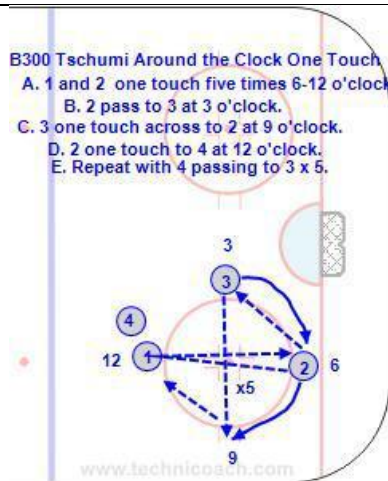 B300 Tschumi Around the Clock One Touch
A. 1 and 2 one touch five times 6-12 o'clock
B. 2 pass to 3 at 3 o'clock.
C. 3 one touch across to 2 at 9 o'clock.
D. 2 one touch to 4 at 12 o'clock.
E. Repeat with 4 passing to 3 x 5.
3
3
4
12
1
2
6
x5
9
www.technicoach.com